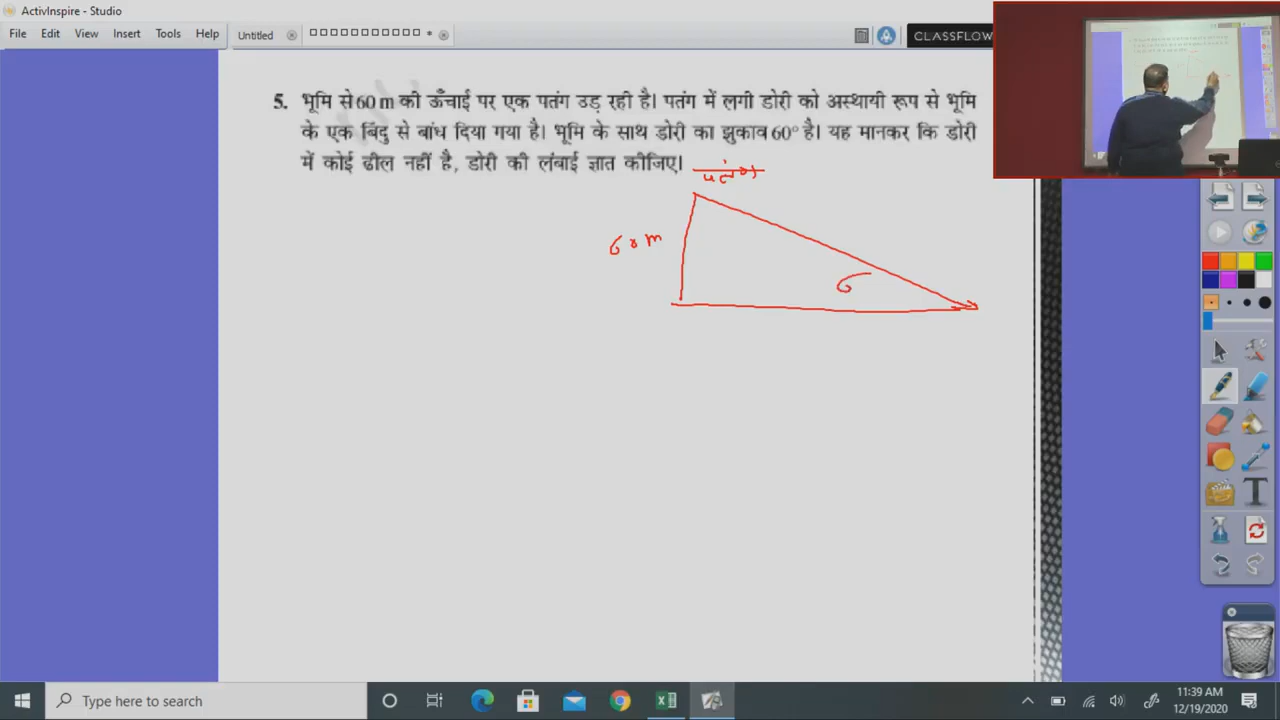 ActivInspire - Studio
File Edit View Insert Tools Help
Untitled
CLASSFLOW
5. भूमि से 60 m की ऊँचाई पर एक पतंग उड़ रही है। पतंग में लगी डोरी को अस्थायी रूप से भूमि
के एक बिंदु से बांध दिया गया है। भूमि के साथ डोरी का झुकाव 60° है। यह मानकर कि डोरी
में कोई ढील नहीं है, डोरी की लंबाई ज्ञात कीजिए।
पतंग
60 m
6
Type here to search
11:39 AM
12/19/2020